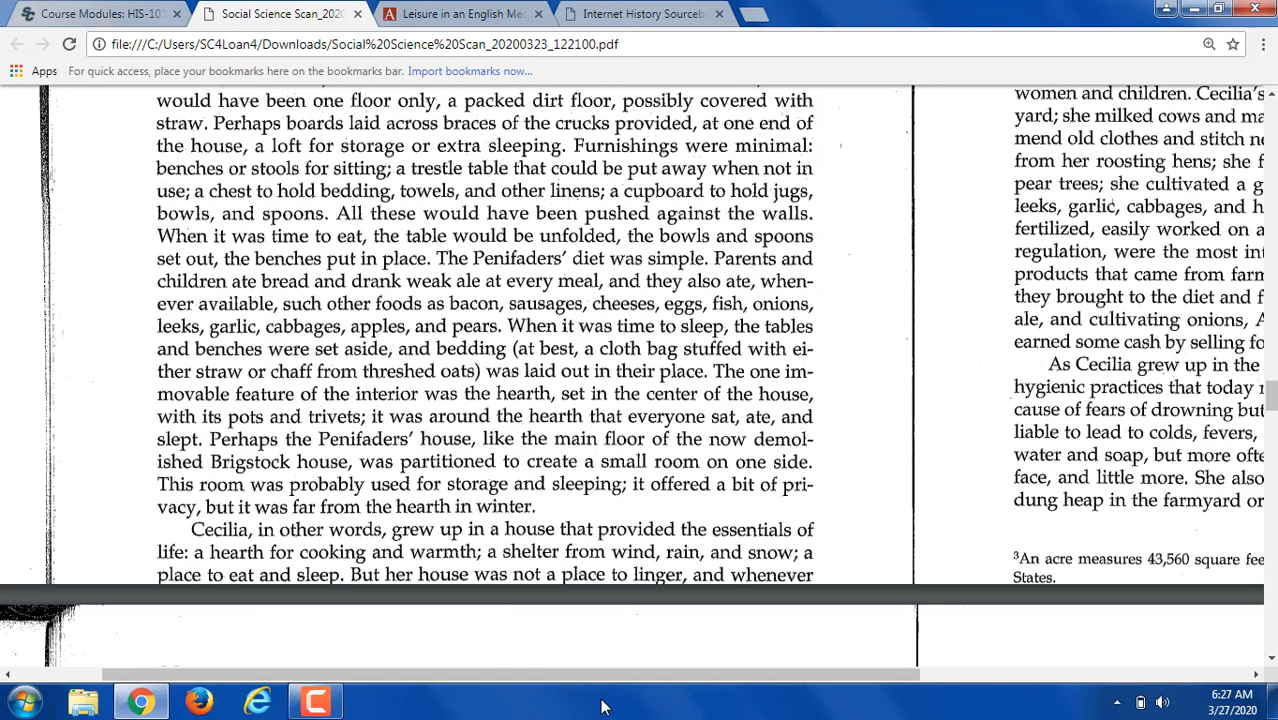 Course Modules: HIS-10
Social Science Scan_2020
Leisure in an English Me
Internet History Sourceb
file:///C:/Users/SC4Loan4/Downloads/Social%20Science%20Scan_20200323_122100.pdf
Apps For quick access, place your bookmarks here on the bookmarks bar. Import bookmarks now...
would have been one floor only, a packed dirt floor, possibly covered with
straw. Perhaps boards laid across braces of the crucks provided, at one end of
the house, a loft for storage or extra sleeping. Furnishings were minimal:
benches or stools for sitting; a trestle table that could be put away when not in
use; a chest to hold bedding, towels, and other linens; a cupboard to hold jugs,
bowls, and spoons. All these would have been pushed against the walls.
When it was time to eat, the table would be unfolded, the bowls and spoons
set out, the benches put in place. The Penifaders' diet was simple. Parents and
children ate bread and drank weak ale at every meal, and they also ate, when-
ever available, such other foods as bacon, sausages, cheeses, eggs, fish, onions,
leeks, garlic, cabbages, apples, and pears. When it was time to sleep, the tables
and benches were set aside, and bedding (at best, a cloth bag stuffed with ei-
ther straw or chaff from threshed oats) was laid out in their place. The one im-
movable feature of the interior was the hearth, set in the center of the house,
with its pots and trivets; it was around the hearth that everyone sat, ate, and
slept. Perhaps the Penifaders' house, like the main floor of the now demol-
ished Brigstock house, was partitioned to create a small room on one side.
This room was probably used for storage and sleeping; it offered a bit of pri-
vacy, but it was far from the hearth in winter.
Cecilia, in other words, grew up in a house that provided the essentials of
life: a hearth for cooking and warmth; a shelter from wind, rain, and snow; a
place to eat and sleep. But her house was not a place to linger, and whenever
women and children. Cecilia's
yard; she milked cows and ma
mend old clothes and stitch ne
from her roosting hens; she f
pear trees; she cultivated a g
leeks, garlic, cabbages, and h
fertilized, easily worked on a
regulation, were the most int
products that came from farm
they brought to the diet and f
ale, and cultivating onions, A
earned some cash by selling fo
As Cecilia grew up in the
hygienic practices that today
cause of fears of drowning but
liable to lead to colds, fevers,
water and soap, but more ofte
face, and little more. She also
dung heap in the farmyard or
³An acre measures 43,560 square fee
States.
6:27 AM
3/27/2020